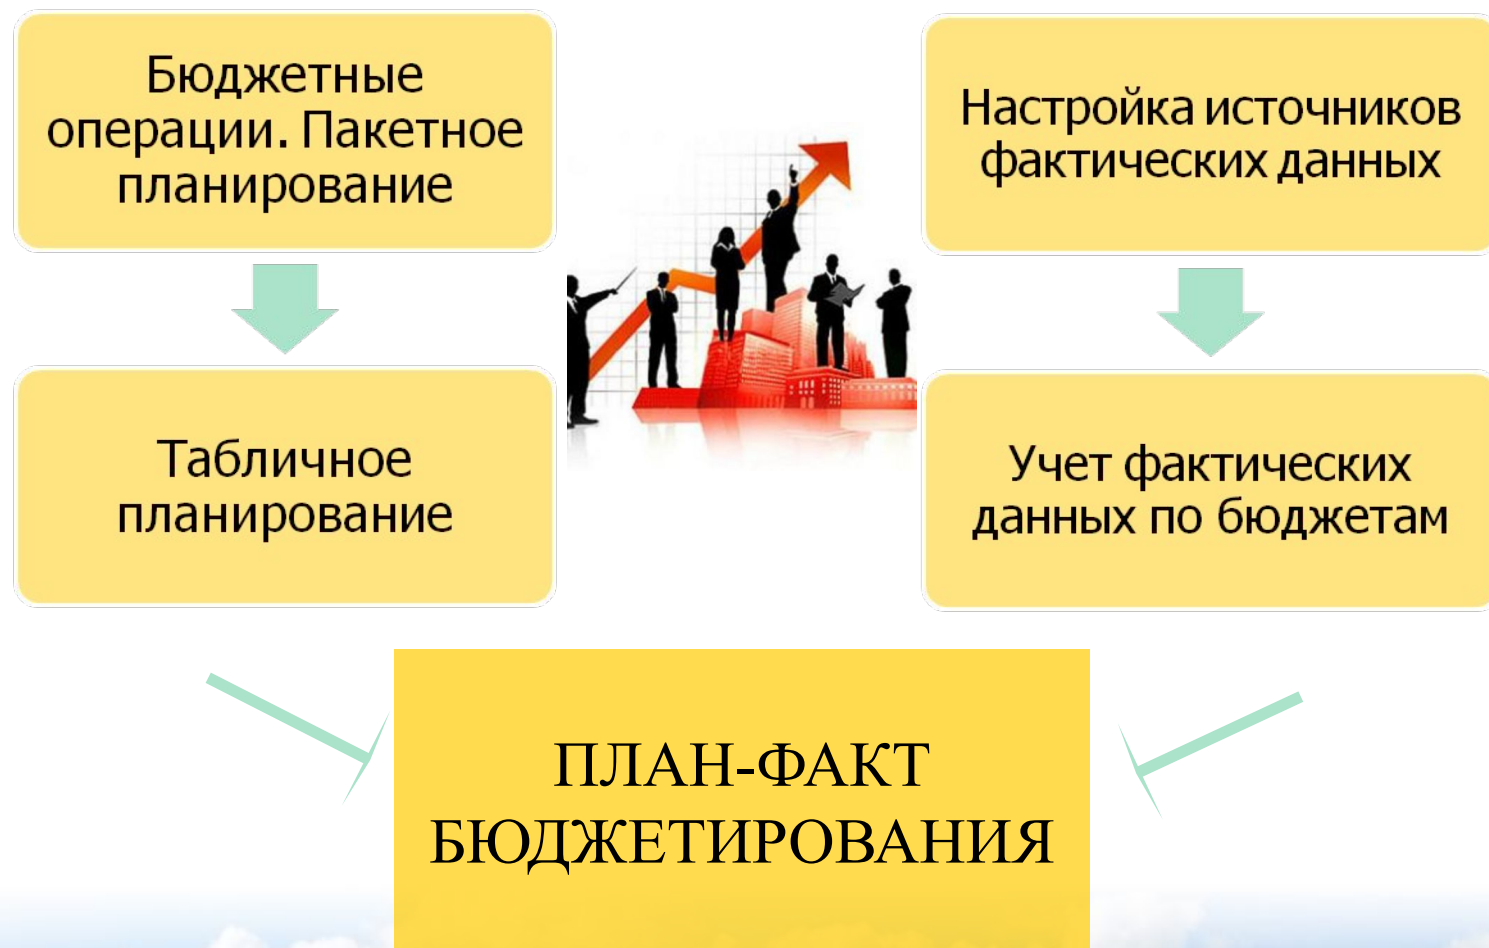 Бюджетные
операции. Пакетное
планирование
Табличное
планирование
Настройка источников
фактических данных
Учет фактических
данных по бюджетам
ПЛАН-ФАКТ
БЮДЖЕТИРОВАНИЯ